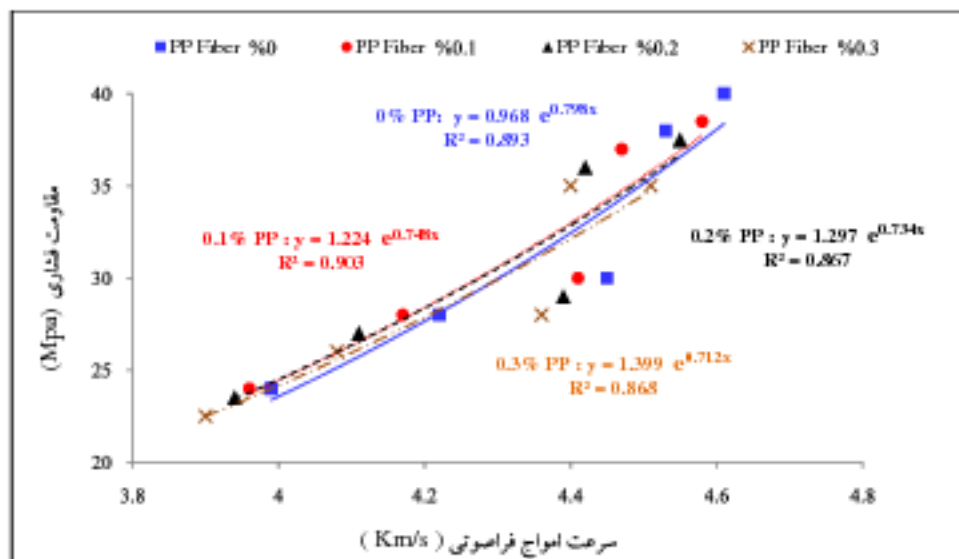 PP Fiber %0 PP Fiber %0.1 PP Fiber %0.2 PP Fiber %0.3
40
0% PP: y = 0.968 e^0.798x
R² = 0.893
35
0.1% PP : y = 1.224 e^0.748x
R² = 0.903
0.2% PP : y = 1.297 e^0.734x
R² = 0.867
30
0.3% PP : y = 1.399 e^0.712x
R² = 0.868
25
20
مقاومت فشاری (Mpa)
3.8 4 4.2 4.4 4.6 4.8
سرعت امواج فراصوتی ( Km/s )